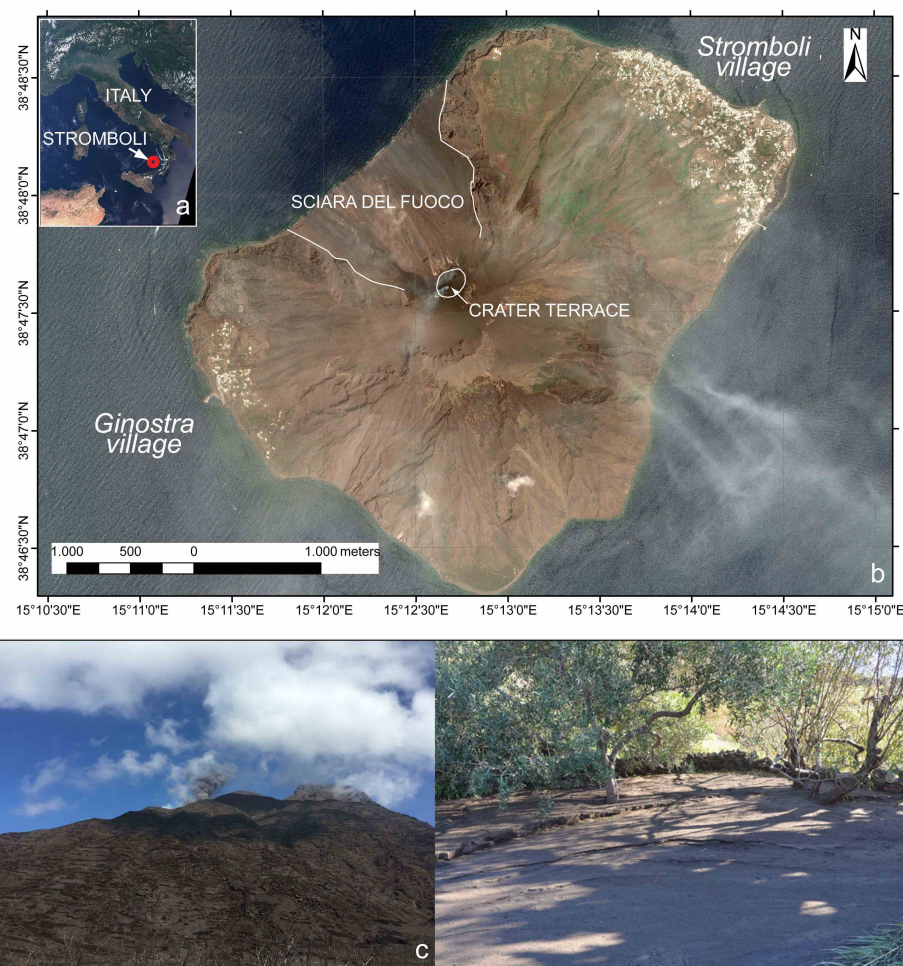 ITALY
STROMBOLI
a
Stromboli
village
N
SCIARA DEL FUOCO
CRATER TERRACE
Ginostra
village
1.000 500 0 1.000 meters
b
38°48'30"N
38°48'0"N
38°47'30"N
38°47'0"N
38°46'30"N
15°10'30"E 15°11'0"E 15°11'30"E 15°12'0"E 15°12'30"E 15°13'0"E 15°13'30"E 15°14'0"E 15°14'30"E 15°15'0"E
c